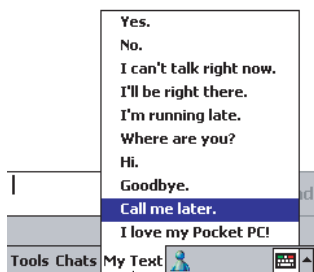 Yes.
No.
I can't talk right now.
I'll be right there.
I'm running late.
Where are you?
Hi.
Goodbye.
Call me later.
I love my Pocket PC!
Tools Chats My Text